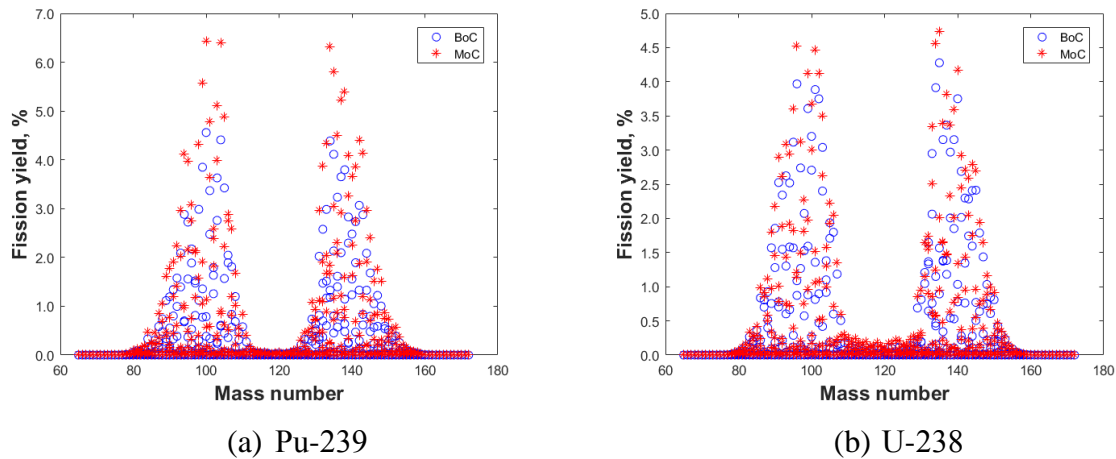 7.0
6.0
5.0
4.0
3.0
2.0
1.0
0.0
60 80 100 120 140 160 180
Fission yield, %
Mass number
BoC
MoC
(a) Pu-239
5.0
4.5
4.0
3.5
3.0
2.5
2.0
1.5
1.0
0.5
0.0
60 80 100 120 140 160 180
Fission yield, %
Mass number
BoC
MoC
(b) U-238